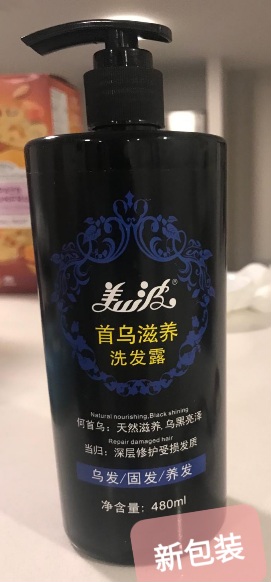 美波®
首乌滋养
洗发露
Natural nourishing,Black shining
何首乌：天然滋养 乌黑亮泽
Repair damaged hair
当归：深层修护受损发质
乌发/固发/养发
净含量：480ml
新包装